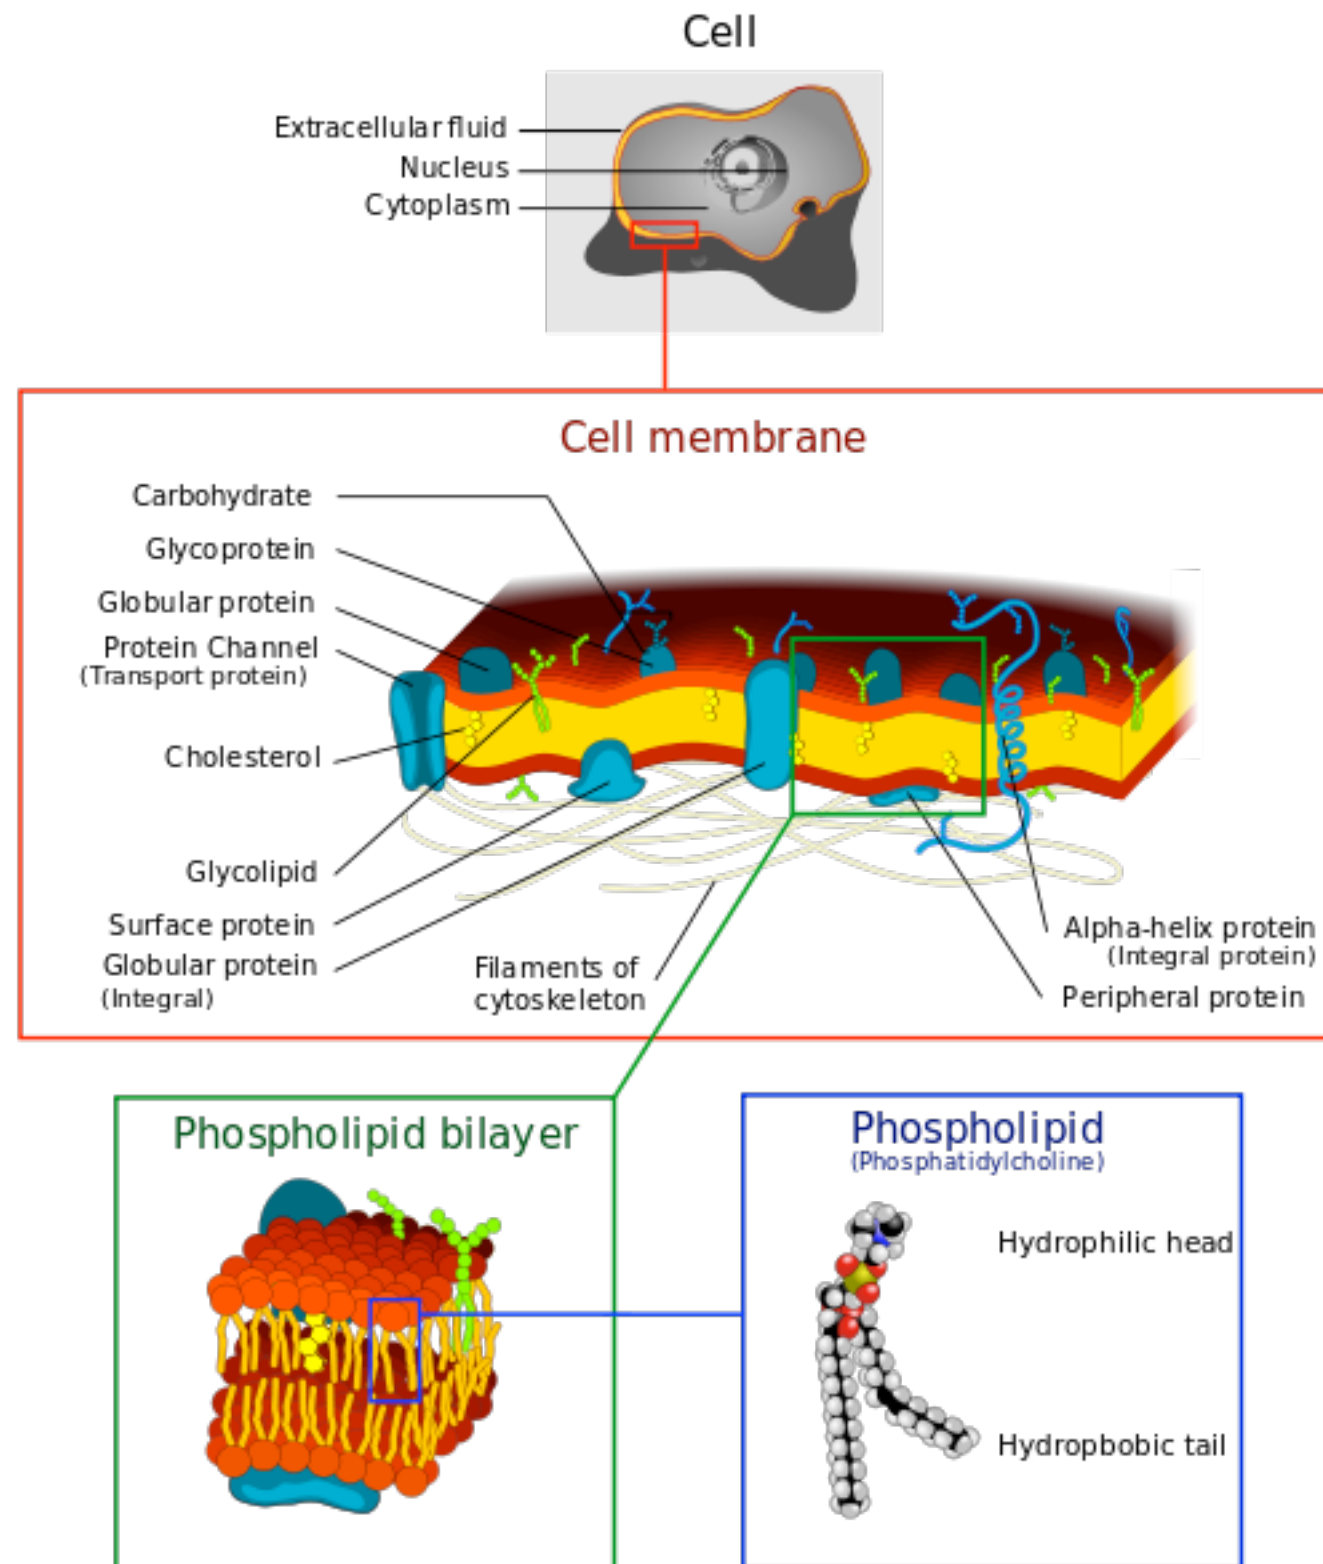 Cell
Extracellular fluid
Nucleus
Cytoplasm
Cell membrane
Carbohydrate
Glycoprotein
Globular protein
Protein Channel
(Transport protein)
Cholesterol
Glycolipid
Surface protein
Globular protein
(Integral)
Filaments of
cytoskeleton
Alpha-helix protein
(Integral protein)
Peripheral protein
Phospholipid bilayer
Phospholipid
(Phosphatidylcholine)
Hydrophilic head
Hydropbobic tail